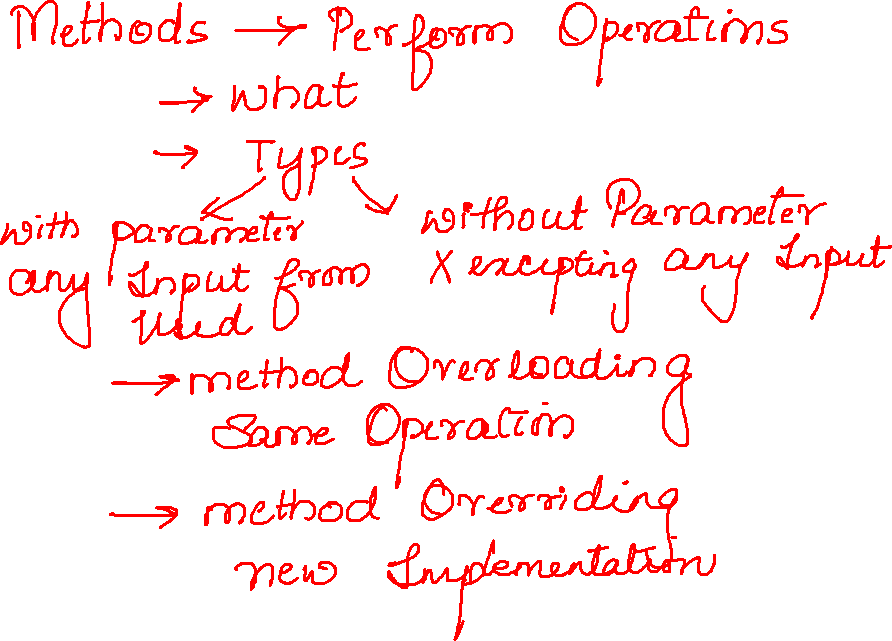 Methods → Perform Operations
→ what
→ Types
with parameter
any Input from
Used
without Parameter
X excepting any Input
→ method Overloading
Same Operation
→ method Overriding
new Implementation